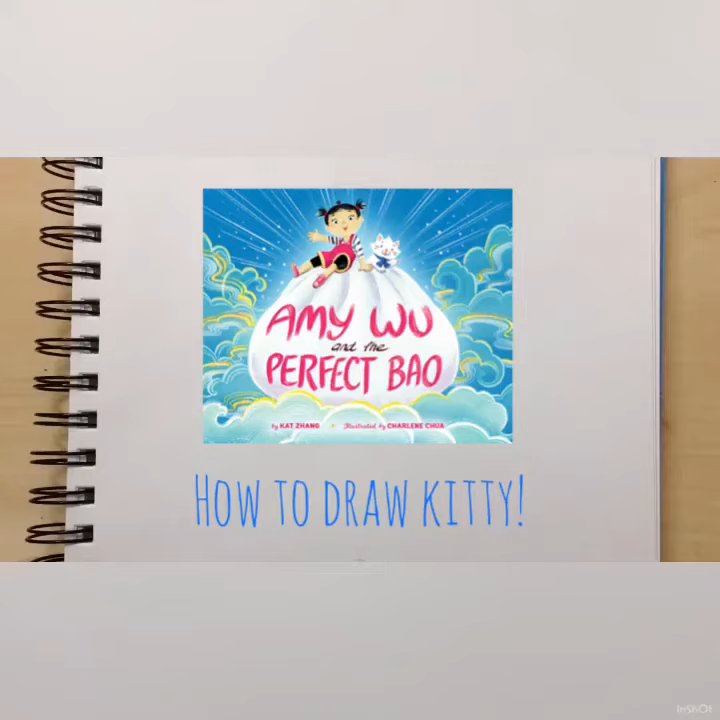 AMY WU
and the
PERFECT BAO
by KAT ZHANG • Illustrated by CHARLENE CHUA
HOW TO DRAW KITTY!
InShOt